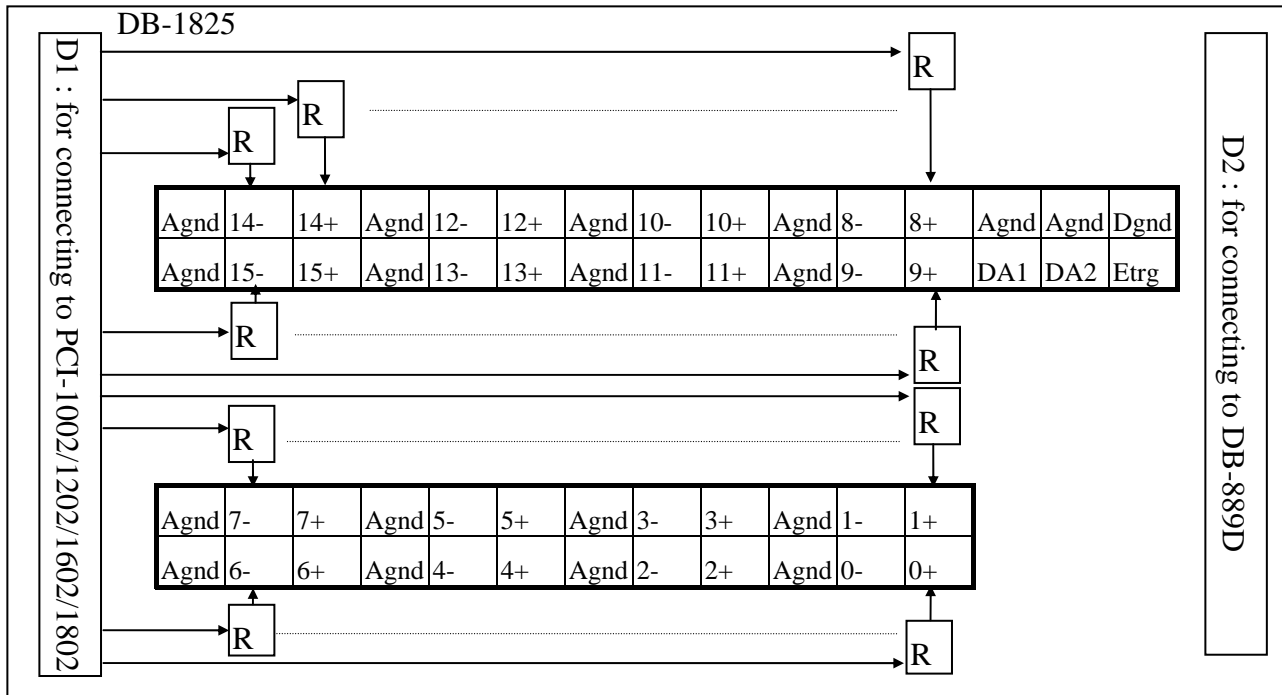 DB-1825
D1 : for connecting to PCI-1002/1202/1602/1802
R
R
R
Agnd 14- 14+ Agnd 12- 12+ Agnd 10- 10+ Agnd 8- 8+ Agnd Agnd Dgnd
Agnd 15- 15+ Agnd 13- 13+ Agnd 11- 11+ Agnd 9- 9+ DA1 DA2 Etrg
R
R
R
R
Agnd 7- 7+ Agnd 5- 5+ Agnd 3- 3+ Agnd 1- 1+
Agnd 6- 6+ Agnd 4- 4+ Agnd 2- 2+ Agnd 0- 0+
R
R
D2 : for connecting to DB-889D